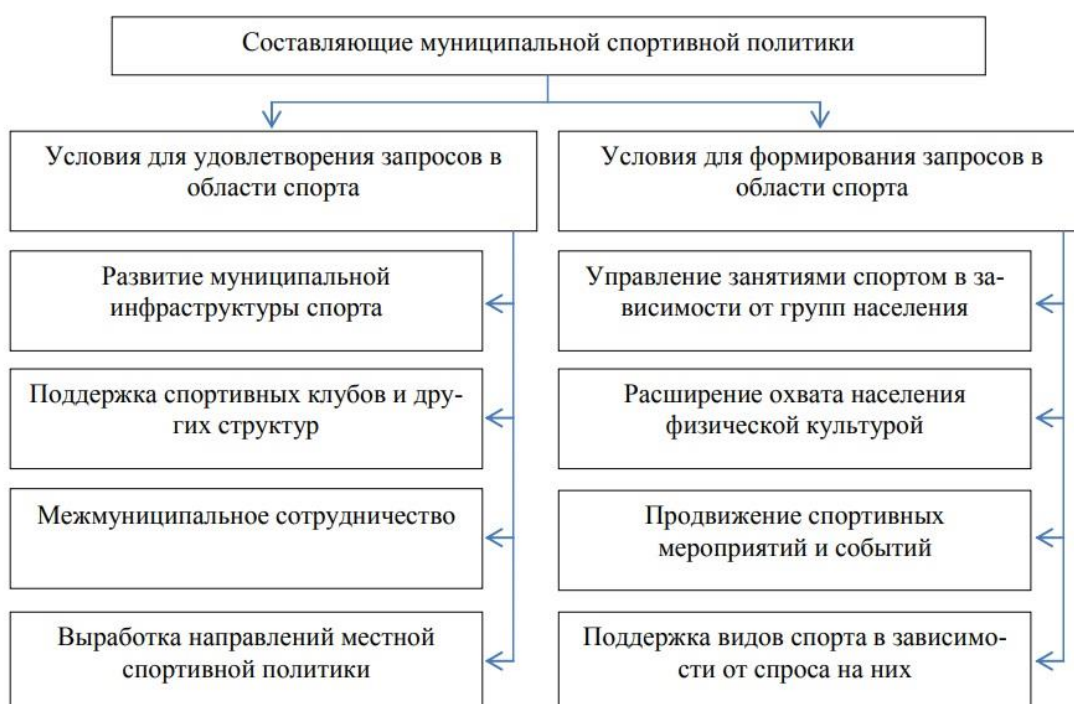 Составляющие муниципальной спортивной политики
Условия для удовлетворения запросов в
области спорта
Развитие муниципальной
инфраструктуры спорта
Поддержка спортивных клубов и дру-
гих структур
Межмуниципальное сотрудничество
Выработка направлений местной
спортивной политики
Условия для формирования запросов в
области спорта
Управление занятиями спортом в за-
висимости от групп населения
Расширение охвата населения
физической культурой
Продвижение спортивных
мероприятий и событий
Поддержка видов спорта в зависимо-
сти от спроса на них